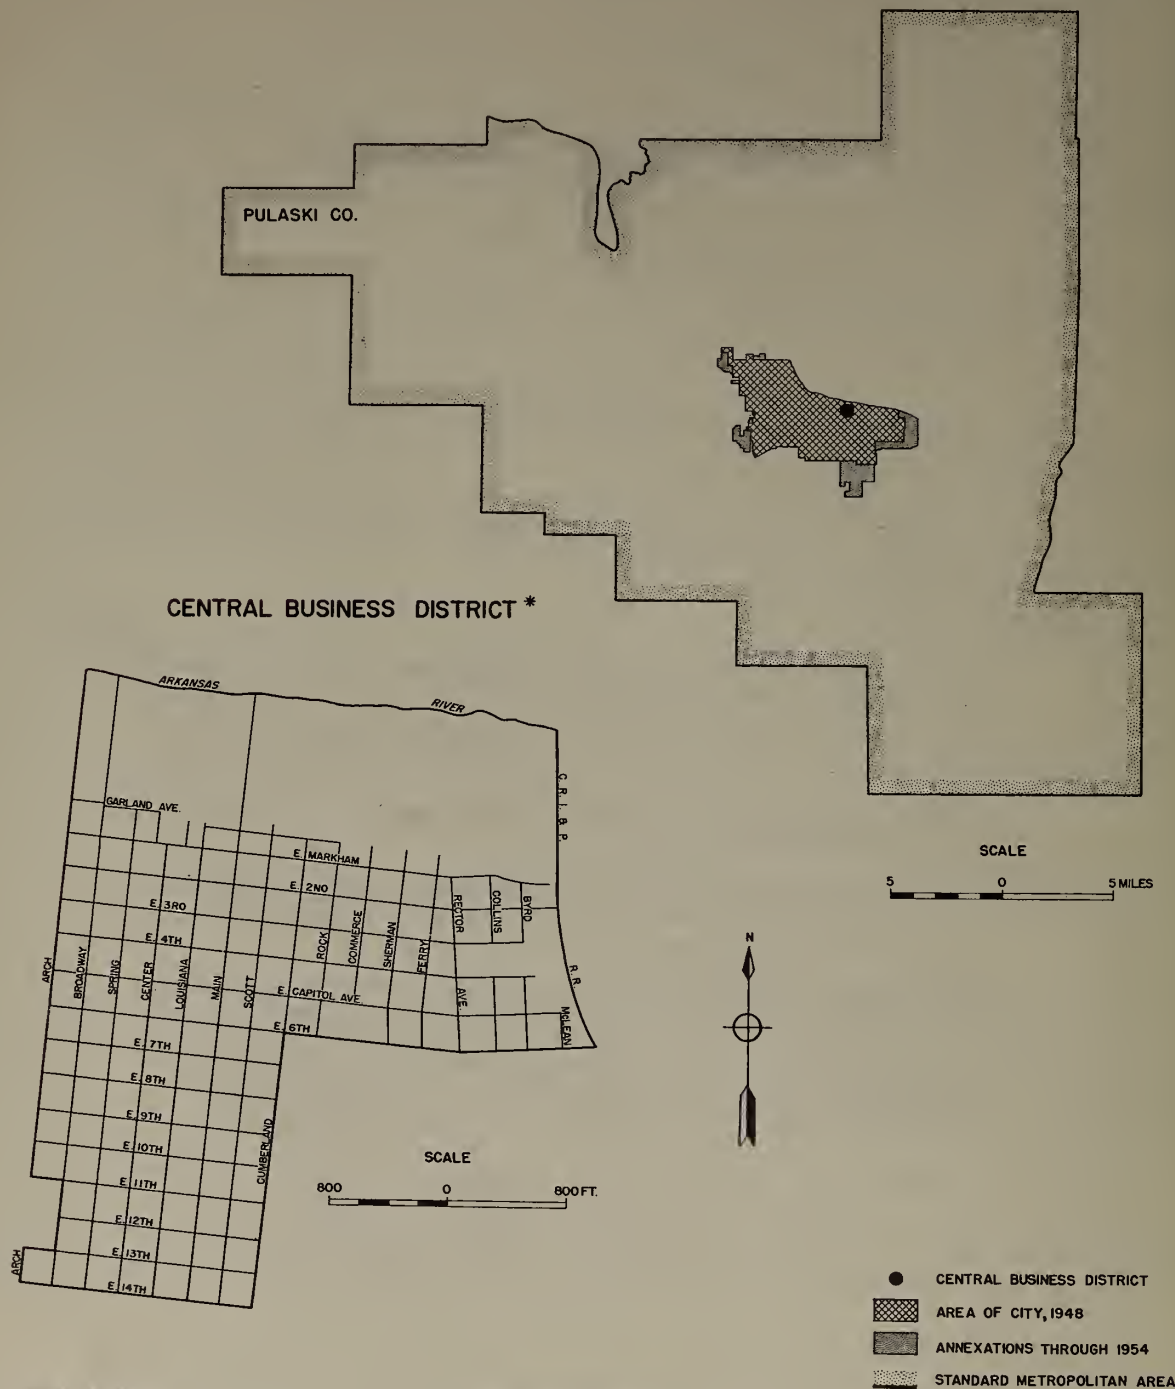 PULASKI CO.
CENTRAL BUSINESS DISTRICT *
ARKANSAS
RIVER
C. R. I. & P.
R. R.
GARLAND AVE.
E. MARKHAM
E. 2ND
E. 3RD
E. 4TH
E. CAPITOL AVE.
E. 6TH
E. 7TH
E. 8TH
E. 9TH
E. 10TH
E. 11TH
E. 12TH
E. 13TH
E. 14TH
ARCH
BROADWAY
SPRING
CENTER
LOUISIANA
MAIN
SCOTT
CUMBERLAND
ROCK
COMMERCE
SHERMAN
FERRY
RECTOR
AVE.
COLLINS
BYRD
McLEAN
ARCH
SCALE
800 0 800 FT.
SCALE
5 0 5 MILES
N
CENTRAL BUSINESS DISTRICT
AREA OF CITY, 1948
ANNEXATIONS THROUGH 1954
STANDARD METROPOLITAN AREA